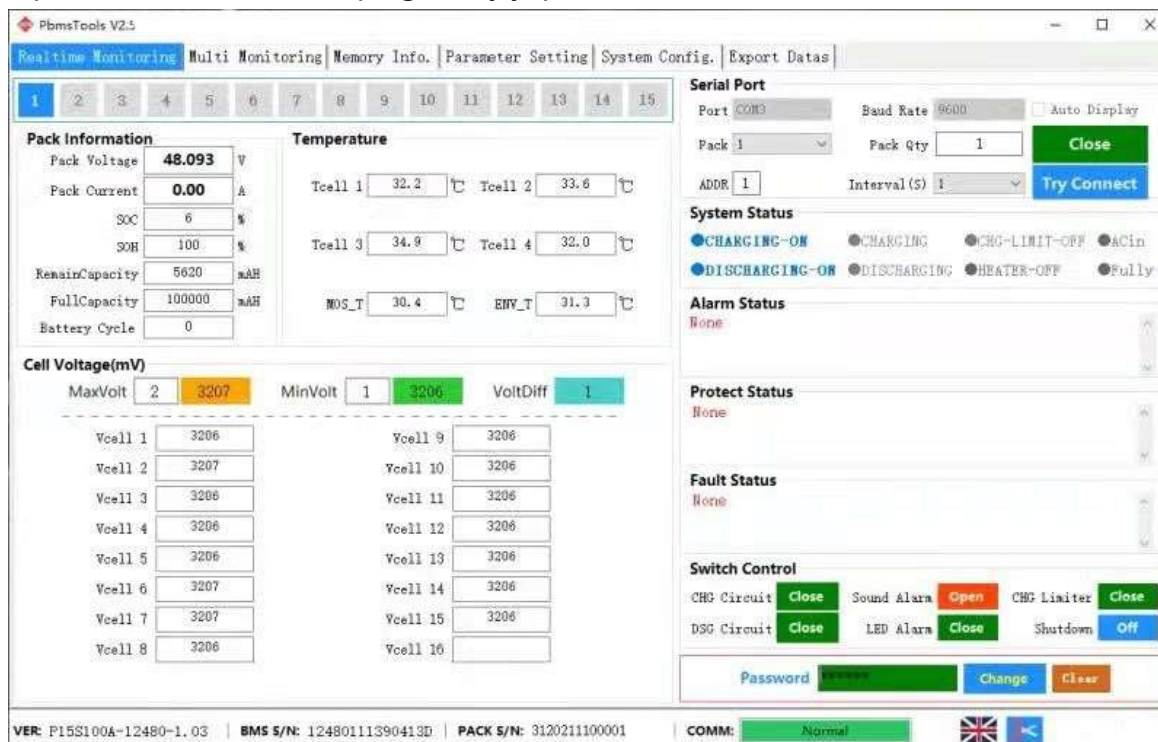 PbmsTools V2.5
Realtime Monitoring Multi Monitoring Memory Info. Parameter Setting System Config. Export Datas
1 2 3 4 5 6 7 8 9 10 11 12 13 14 15
Pack Information
Pack Voltage 48.093 V
Pack Current 0.00 A
SOC 6 %
SOH 100 %
RemainCapacity 5620 mAH
FullCapacity 100000 mAH
Battery Cycle 0
Temperature
Tcell 1 32.2 ℃ Tcell 2 33.6 ℃
Tcell 3 34.9 ℃ Tcell 4 32.0 ℃
MOS_T 30.4 ℃ ENV_T 31.3 ℃
Cell Voltage(mV)
MaxVolt 2 3207 MinVolt 1 3206 VoltDiff 1
Vcell 1 3206 Vcell 9 3206
Vcell 2 3207 Vcell 10 3206
Vcell 3 3206 Vcell 11 3206
Vcell 4 3206 Vcell 12 3206
Vcell 5 3206 Vcell 13 3206
Vcell 6 3207 Vcell 14 3206
Vcell 7 3207 Vcell 15 3206
Vcell 8 3206 Vcell 16
Serial Port
Port COM3 Baud Rate 9600 Auto Display
Pack 1 Pack Qty 1 Close
ADDR 1 Interval(S) 1 Try Connect
System Status
CHARGING-ON CHARGING CHG-LIMIT-OFF ACin
DISCHARGING-ON DISCHARGING HEATER-OFF Fully
Alarm Status
None
Protect Status
None
Fault Status
None
Switch Control
CHG Circuit Close Sound Alarm Open CHG Limiter Close
DSG Circuit Close LED Alarm Close Shutdown Off
Password ****** Change Clear
VER: P15S100A-12480-1.03 BMS S/N: 12480111390413D PACK S/N: 3120211100001 COMM: Normal